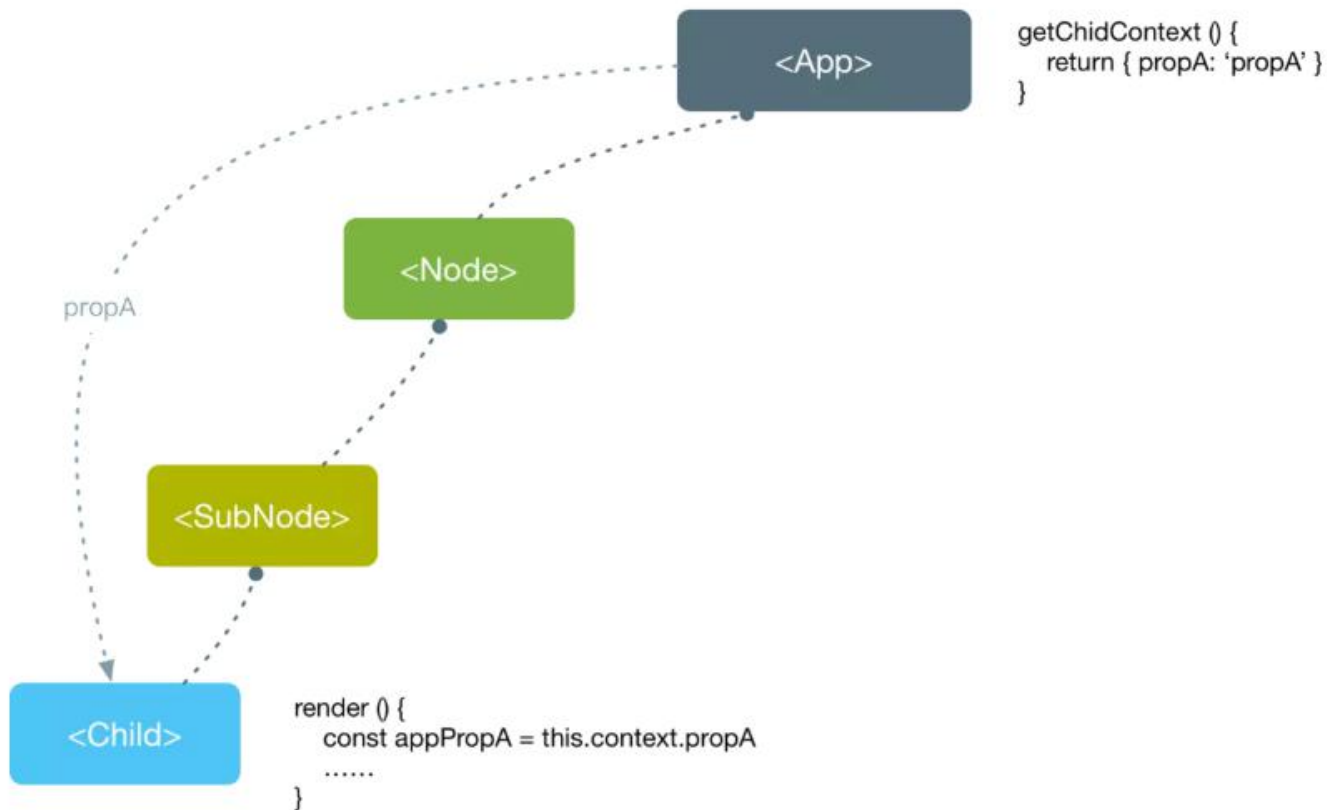 <App>
getChidContext () {
return { propA: ‘propA’ }
}
<Node>
propA
<SubNode>
<Child>
render () {
const appPropA = this.context.propA
……
}